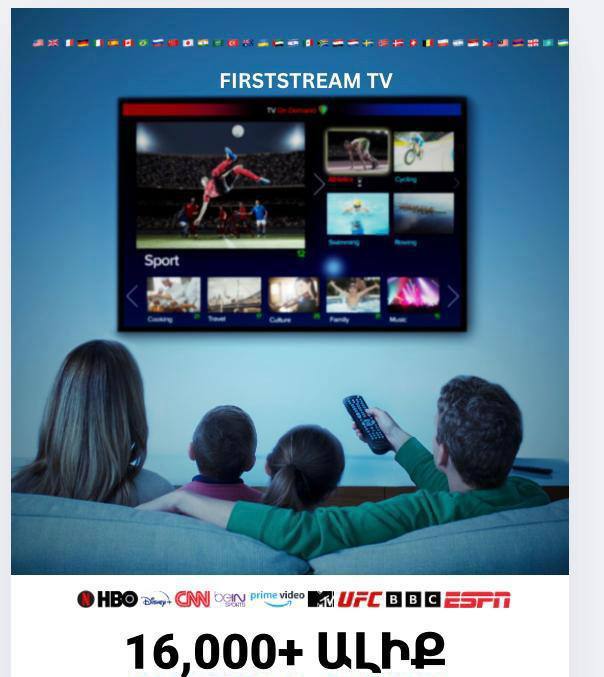 FIRSTSTREAM TV
TV On Demand
Athletics
Cycling
Swimming
Rowing
Sport
12
Cooking
Travel
Culture
Family
Music
HBO Disney+ CNN beIN SPORTS prime video MTV UFC BBC ESPN
16,000+ ԱԼԻՔ